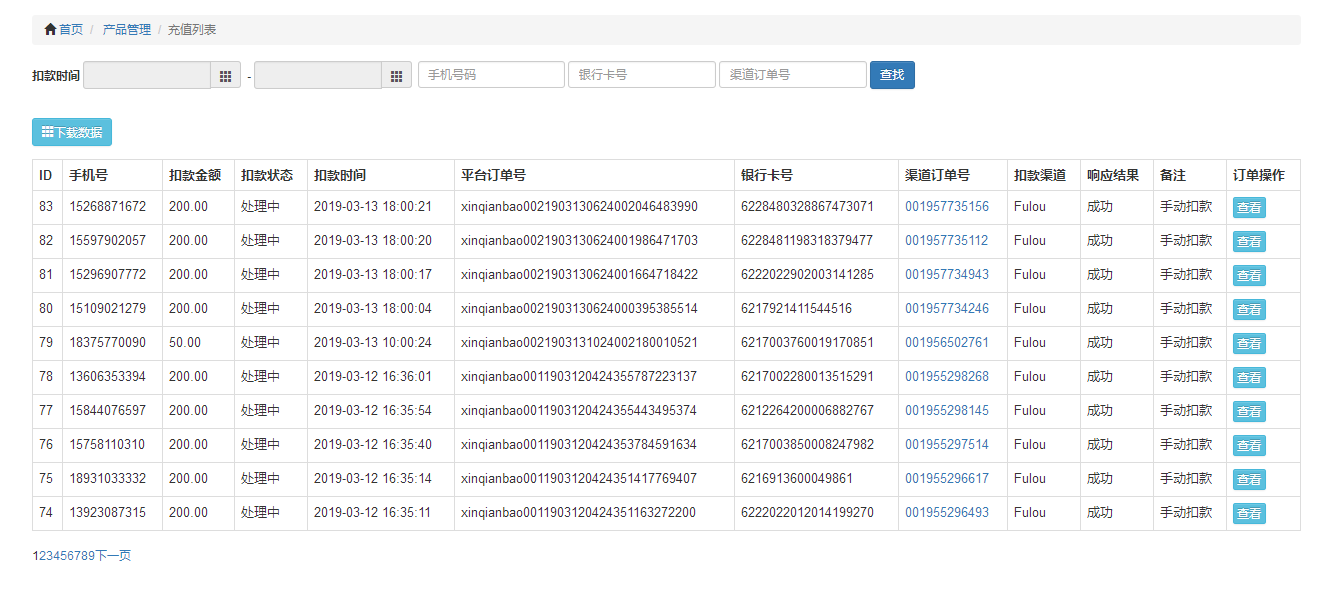 首页 / 产品管理 / 充值列表
扣款时间 - 手机号码 银行卡号 渠道订单号 查找
下载数据
ID 手机号 扣款金额 扣款状态 扣款时间 平台订单号 银行卡号 渠道订单号 扣款渠道 响应结果 备注 订单操作
83 15268871672 200.00 处理中 2019-03-13 18:00:21 xinqianbao0021903130624002046483990 6228480328867473071 001957735156 Fulou 成功 手动扣款 查看
82 15597902057 200.00 处理中 2019-03-13 18:00:20 xinqianbao0021903130624001986471703 6228481198318379477 001957735112 Fulou 成功 手动扣款 查看
81 15296907772 200.00 处理中 2019-03-13 18:00:17 xinqianbao0021903130624001664718422 6222022902003141285 001957734943 Fulou 成功 手动扣款 查看
80 15109021279 200.00 处理中 2019-03-13 18:00:04 xinqianbao0021903130624000395385514 6217921411544516 001957734246 Fulou 成功 手动扣款 查看
79 18375770090 50.00 处理中 2019-03-13 10:00:24 xinqianbao0021903131024002180010521 6217003760019170851 001956502761 Fulou 成功 手动扣款 查看
78 13606353394 200.00 处理中 2019-03-12 16:36:01 xinqianbao0011903120424355787223137 6217002280013515291 001955298268 Fulou 成功 手动扣款 查看
77 15844076597 200.00 处理中 2019-03-12 16:35:54 xinqianbao0011903120424355443495374 6212264200006882767 001955298145 Fulou 成功 手动扣款 查看
76 15758110310 200.00 处理中 2019-03-12 16:35:40 xinqianbao0011903120424353784591634 6217003850008247982 001955297514 Fulou 成功 手动扣款 查看
75 18931033332 200.00 处理中 2019-03-12 16:35:14 xinqianbao0011903120424351417769407 6216913600049861 001955296617 Fulou 成功 手动扣款 查看
74 13923087315 200.00 处理中 2019-03-12 16:35:11 xinqianbao0011903120424351163272200 6222022012014199270 001955296493 Fulou 成功 手动扣款 查看
123456789下一页